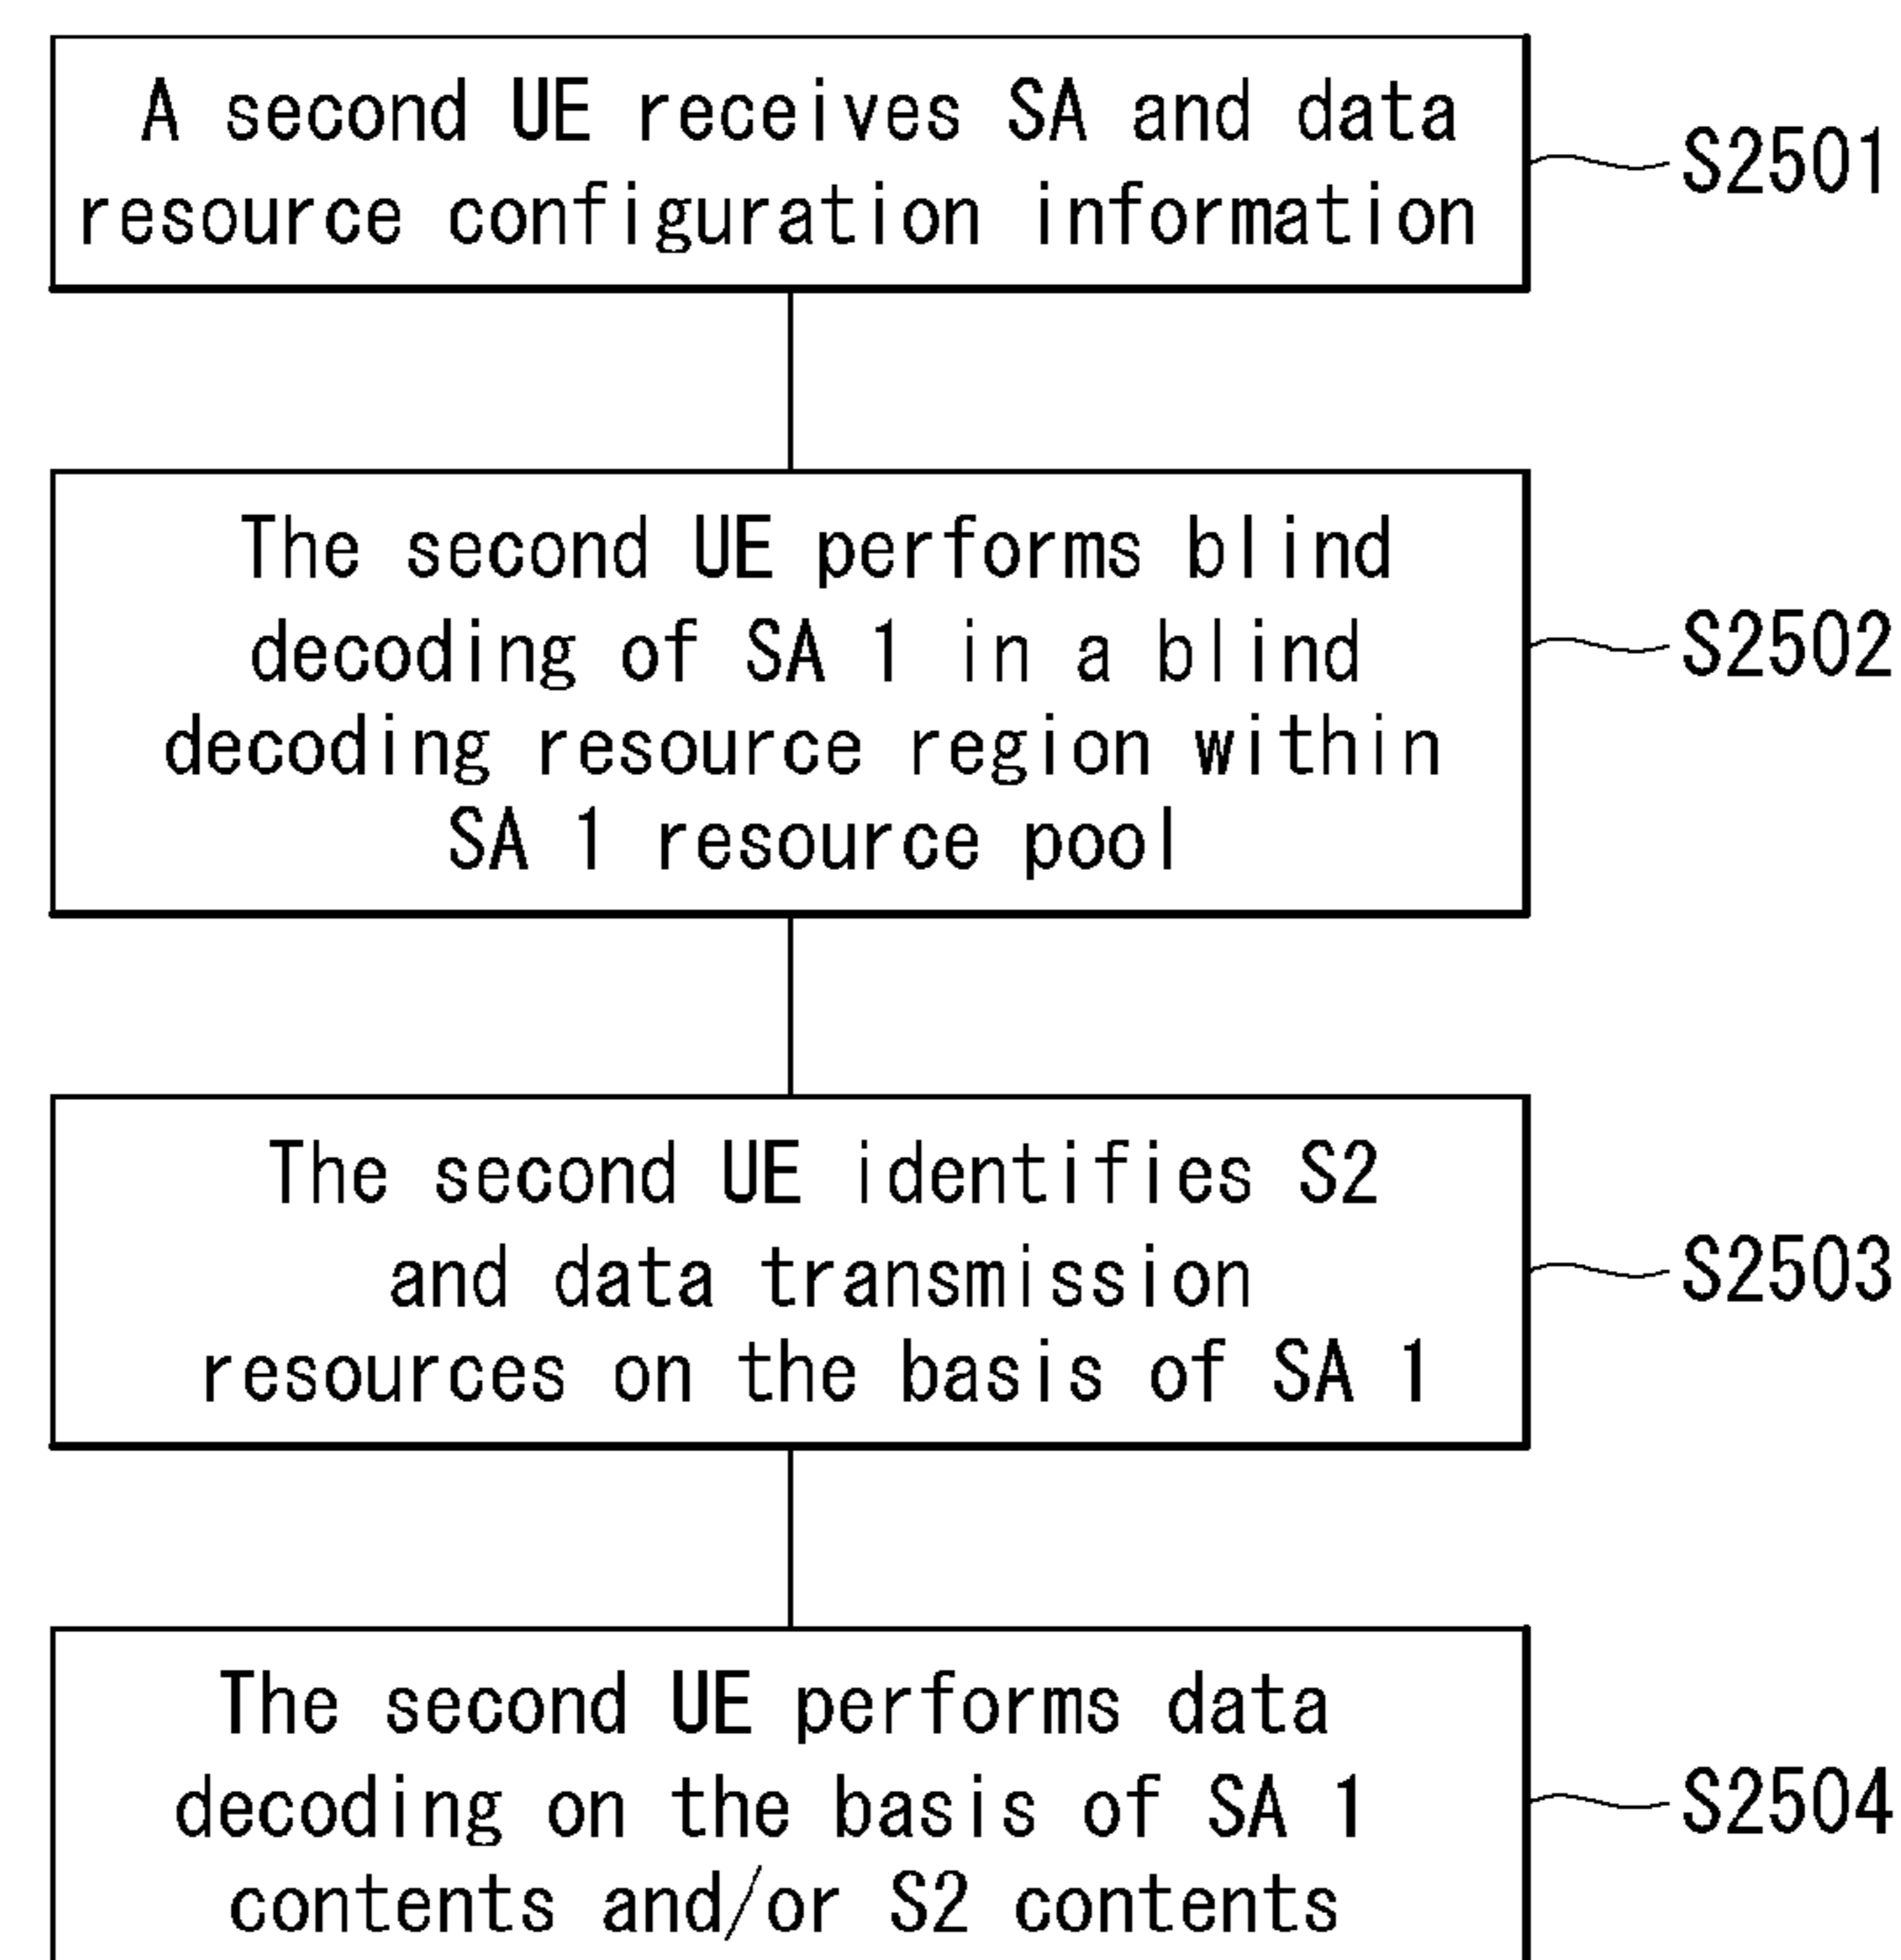 A second UE receives SA and data
resource configuration information
S2501
The second UE performs blind
decoding of SA 1 in a blind
decoding resource region within
SA 1 resource pool
S2502
The second UE identifies S2
and data transmission
resources on the basis of SA 1
S2503
The second UE performs data
decoding on the basis of SA 1
contents and/or S2 contents
S2504